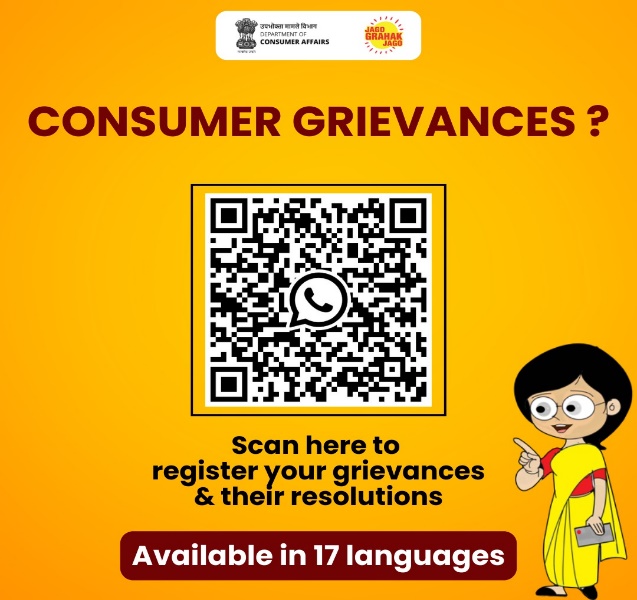 उपभोक्ता मामले विभाग
DEPARTMENT OF
CONSUMER AFFAIRS
JAGO
GRAHAK
JAGO
CONSUMER GRIEVANCES ?
Scan here to
register your grievances
& their resolutions
Available in 17 languages